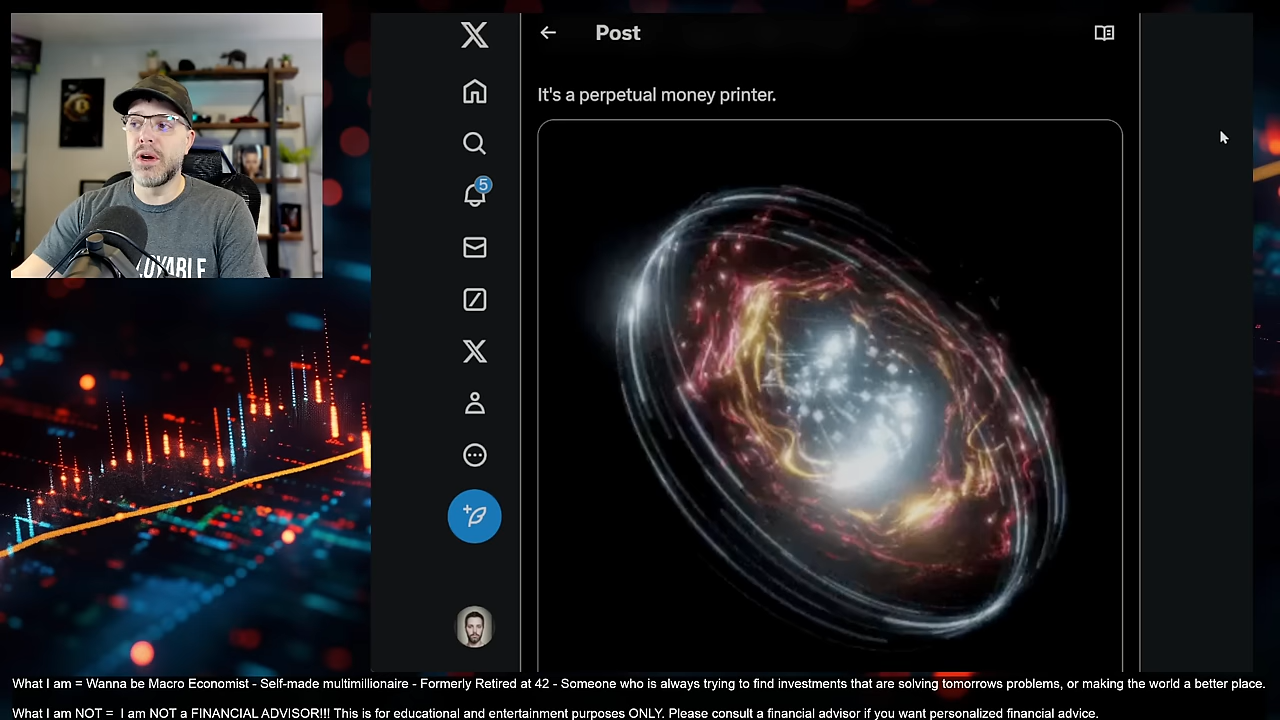 Post
It's a perpetual money printer.
5
LOVABLE
What I am = Wanna be Macro Economist - Self-made multimillionaire - Formerly Retired at 42 - Someone who is always trying to find investments that are solving tomorrows problems, or making the world a better place.
What I am NOT = I am NOT a FINANCIAL ADVISOR!!! This is for educational and entertainment purposes ONLY. Please consult a financial advisor if you want personalized financial advice.